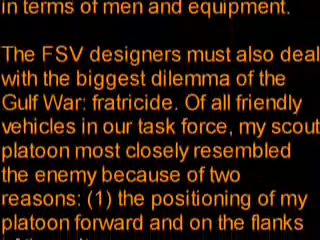 in terms of men and equipment.
The FSV designers must also deal
with the biggest dilemma of the
Gulf War: fratricide. Of all friendly
vehicles in our task force, my scout
platoon most closely resembled
the enemy because of two
reasons: (1) the positioning of my
platoon forward and on the flanks